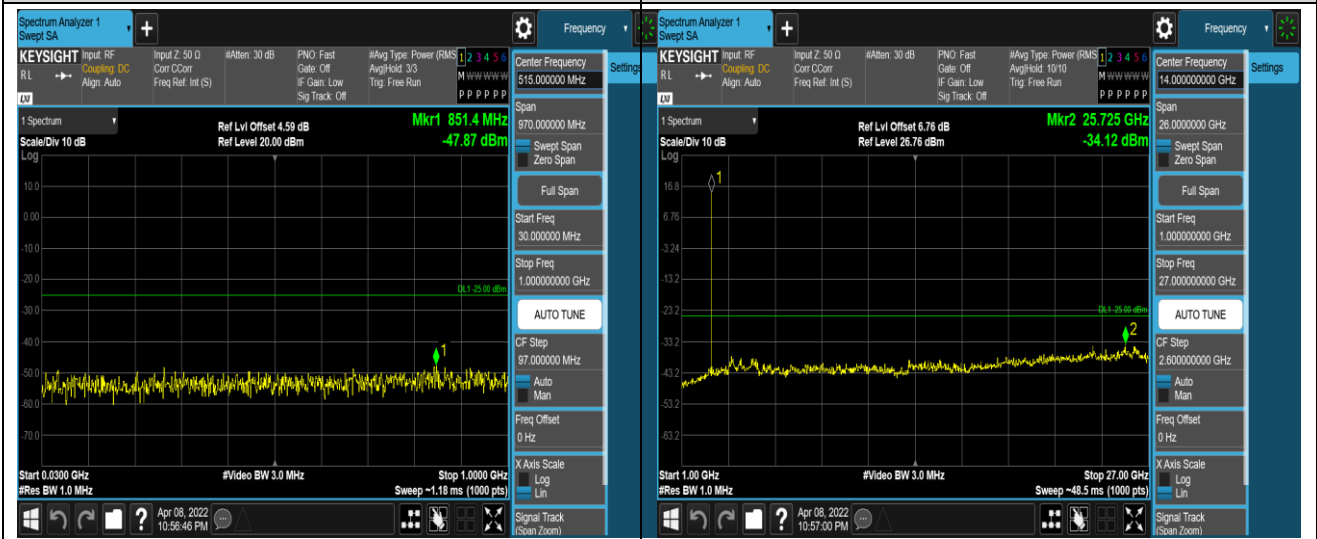 Spectrum Analyzer 1
Swept SA
Frequency
KEYSIGHT Input: RF
RL
Coupling: DC
Align: Auto
LXI
Input Z: 50 Ω
Corr CCorr
Freq Ref: Int (S)
#Atten: 30 dB
PNO: Fast
Gate: Off
IF Gain: Low
Sig Track: Off
#Avg Type: Power (RMS
Avg|Hold: 3/3
Trig: Free Run
1 2 3 4 5 6
M W W W W W
P P P P P P
Center Frequency
515.000000 MHz
Settings
Span
970.000000 MHz
Swept Span
Zero Span
Full Span
Start Freq
30.000000 MHz
Stop Freq
1.000000000 GHz
AUTO TUNE
CF Step
97.000000 MHz
Auto
Man
Freq Offset
0 Hz
X Axis Scale
Log
Lin
Signal Track
(Span Zoom)
1 Spectrum
Scale/Div 10 dB
Log
Ref Lvl Offset 4.59 dB
Ref Level 20.00 dBm
Mkr1 851.4 MHz
-47.87 dBm
10.0
0.00
-10.0
-20.0
DL1 -25.00 dBm
-30.0
-40.0
1
-50.0
-60.0
-70.0
Start 0.0300 GHz
#Video BW 3.0 MHz
Stop 1.0000 GHz
#Res BW 1.0 MHz
Sweep ~1.18 ms (1000 pts)
Apr 08, 2022
10:56:46 PM
Spectrum Analyzer 1
Swept SA
Frequency
KEYSIGHT Input: RF
RL
Coupling: DC
Align: Auto
LXI
Input Z: 50 Ω
Corr CCorr
Freq Ref: Int (S)
#Atten: 30 dB
PNO: Fast
Gate: Off
IF Gain: Low
Sig Track: Off
#Avg Type: Power (RMS
Avg|Hold: 10/10
Trig: Free Run
1 2 3 4 5 6
M W W W W W
P P P P P P
Center Frequency
14.000000000 GHz
Settings
Span
26.0000000 GHz
Swept Span
Zero Span
Full Span
Start Freq
1.000000000 GHz
Stop Freq
27.000000000 GHz
AUTO TUNE
CF Step
2.600000000 GHz
Auto
Man
Freq Offset
0 Hz
X Axis Scale
Log
Lin
Signal Track
(Span Zoom)
1 Spectrum
Scale/Div 10 dB
Log
Ref Lvl Offset 6.76 dB
Ref Level 26.76 dBm
Mkr2 25.725 GHz
-34.12 dBm
1
16.8
6.76
-3.24
-13.2
-23.2
DL1 -25.00 dBm
2
-33.2
-43.2
-53.2
-63.2
Start 1.00 GHz
#Video BW 3.0 MHz
Stop 27.00 GHz
#Res BW 1.0 MHz
Sweep ~48.5 ms (1000 pts)
Apr 08, 2022
10:57:00 PM